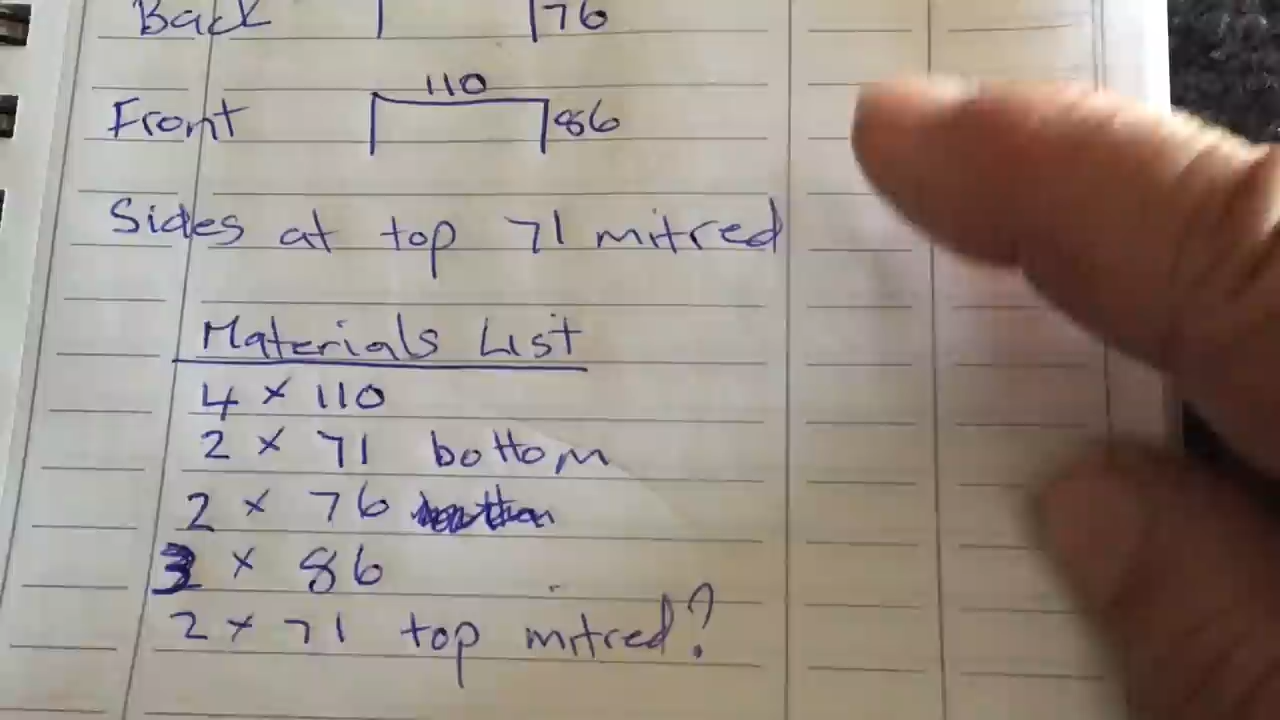 Back 76
110
Front 86
Sides at top 71 mitred
Materials List
4 x 110
2 x 71 bottom
2 x 76
x 86
2 x 71 top mitred?